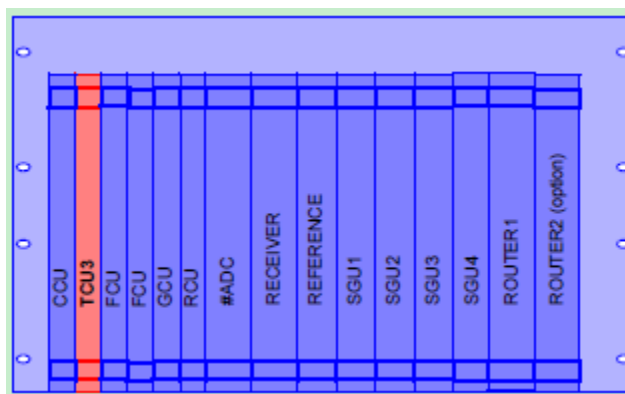 CCU
TCU3
FCU
FCU
GCU
RCU
#ADC
RECEIVER
REFERENCE
SGU1
SGU2
SGU3
SGU4
ROUTER1
ROUTER2 (option)